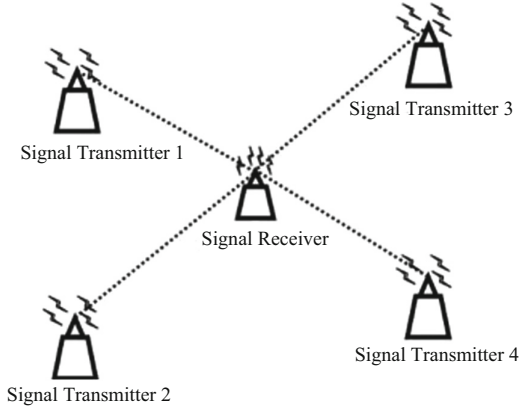 Signal Transmitter 3
Signal Transmitter 1
Signal Receiver
Signal Transmitter 4
Signal Transmitter 2